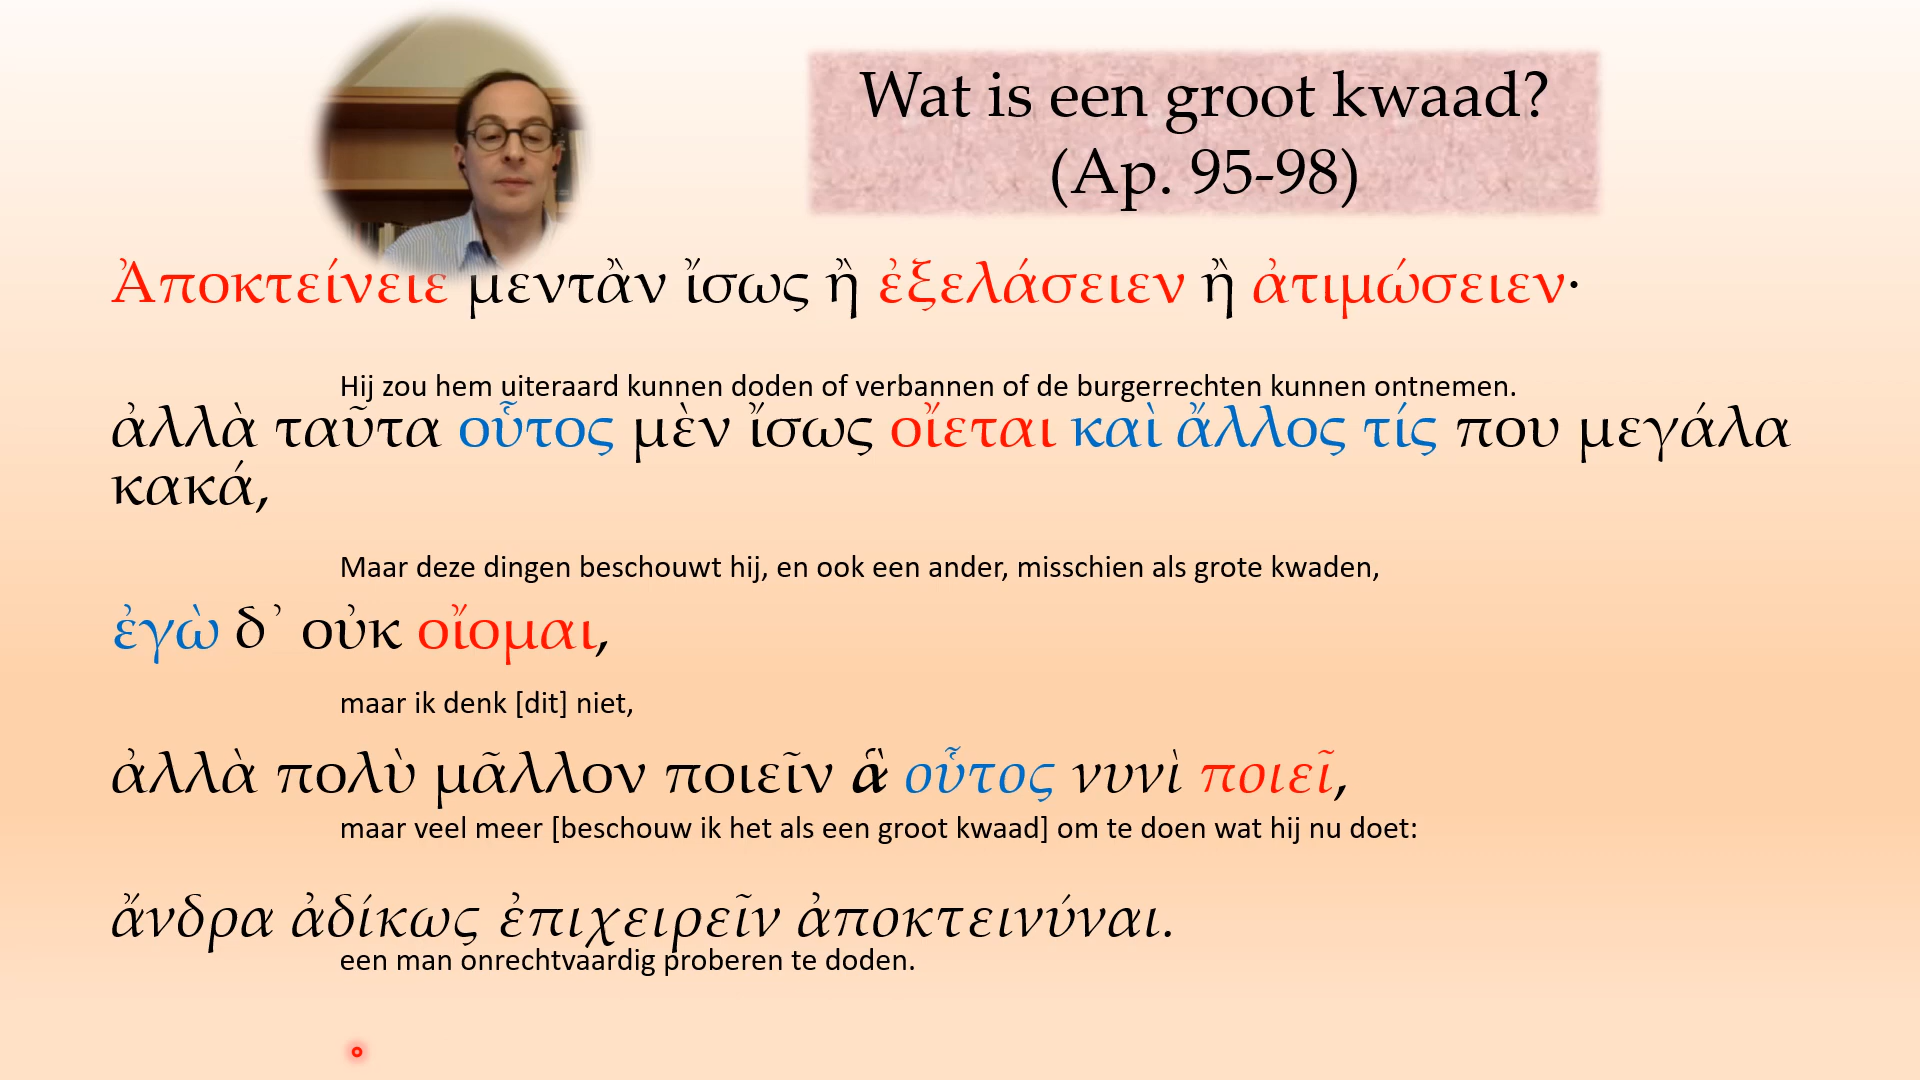 Wat is een groot kwaad?
(Ap. 95-98)
Ἀποκτείνειε μεντἂν ἴσως ἢ ἐξελάσειεν ἢ ἀτιμώσειεν·
Hij zou hem uiteraard kunnen doden of verbannen of de burgerrechten kunnen ontnemen.
ἀλλὰ ταῦτα οὗτος μὲν ἴσως οἴεται καὶ ἄλλος τίς που μεγάλα
κακά,
Maar deze dingen beschouwt hij, en ook een ander, misschien als grote kwaden,
ἐγὼ δ᾽ οὐκ οἴομαι,
maar ik denk [dit] niet,
ἀλλὰ πολὺ μᾶλλον ποιεῖν ἃ οὗτος νυνὶ ποιεῖ,
maar veel meer [beschouw ik het als een groot kwaad] om te doen wat hij nu doet:
ἄνδρα ἀδίκως ἐπιχειρεῖν ἀποκτεινύναι.
een man onrechtvaardig proberen te doden.